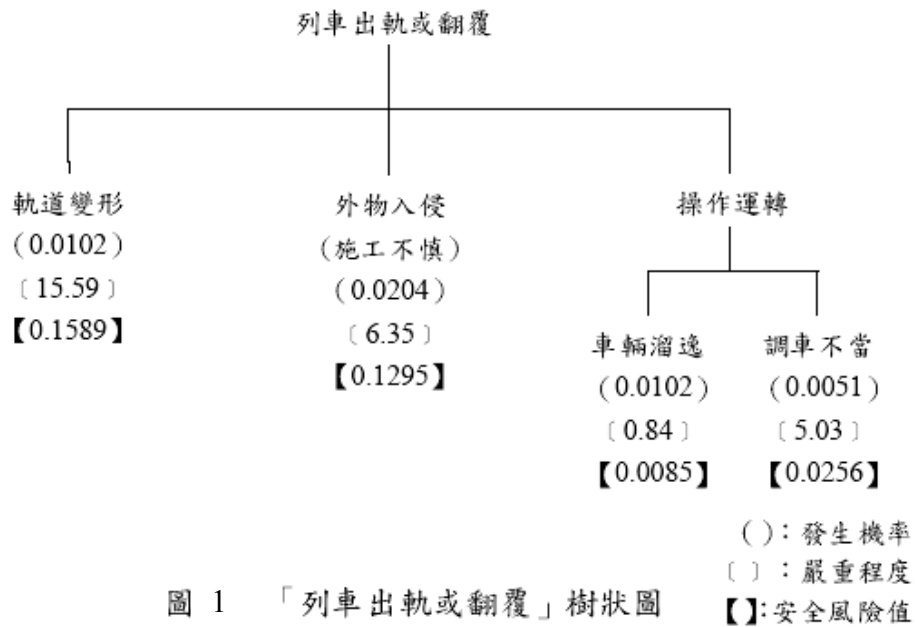 列車出軌或翻覆
軌道變形
(0.0102)
﹝15.59﹞
【0.1589】
外物入侵
(施工不慎)
(0.0204)
﹝6.35﹞
【0.1295】
操作運轉
車輛溜逸
(0.0102)
﹝0.84﹞
【0.0085】
調車不當
(0.0051)
﹝5.03﹞
【0.0256】
( )：發生機率
﹝ ﹞：嚴重程度
【 】:安全風險值
圖 1 「列車出軌或翻覆」樹狀圖